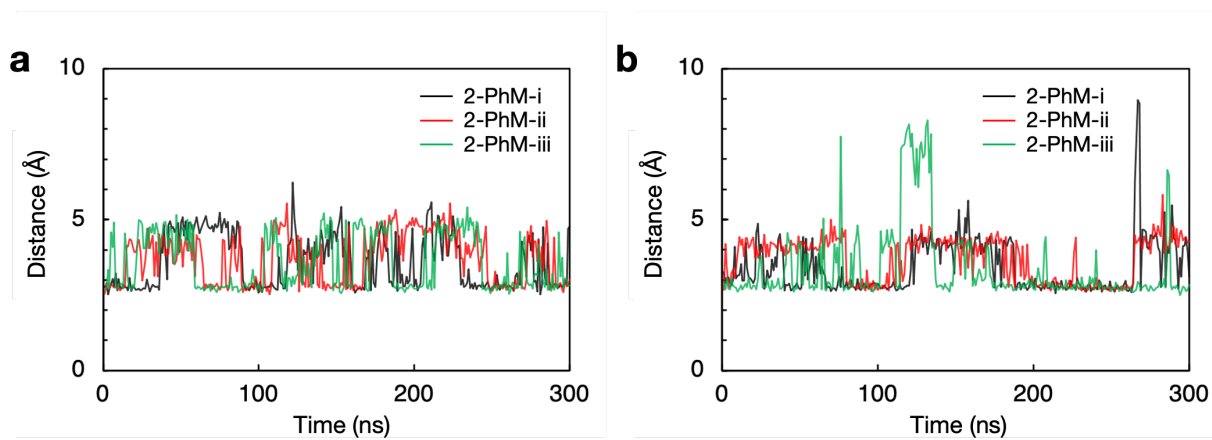 a
10
5
0
Distance (Å)
2-PhM-i
2-PhM-ii
2-PhM-iii
0
100
200
300
Time (ns)
b
10
5
0
Distance (Å)
2-PhM-i
2-PhM-ii
2-PhM-iii
0
100
200
300
Time (ns)